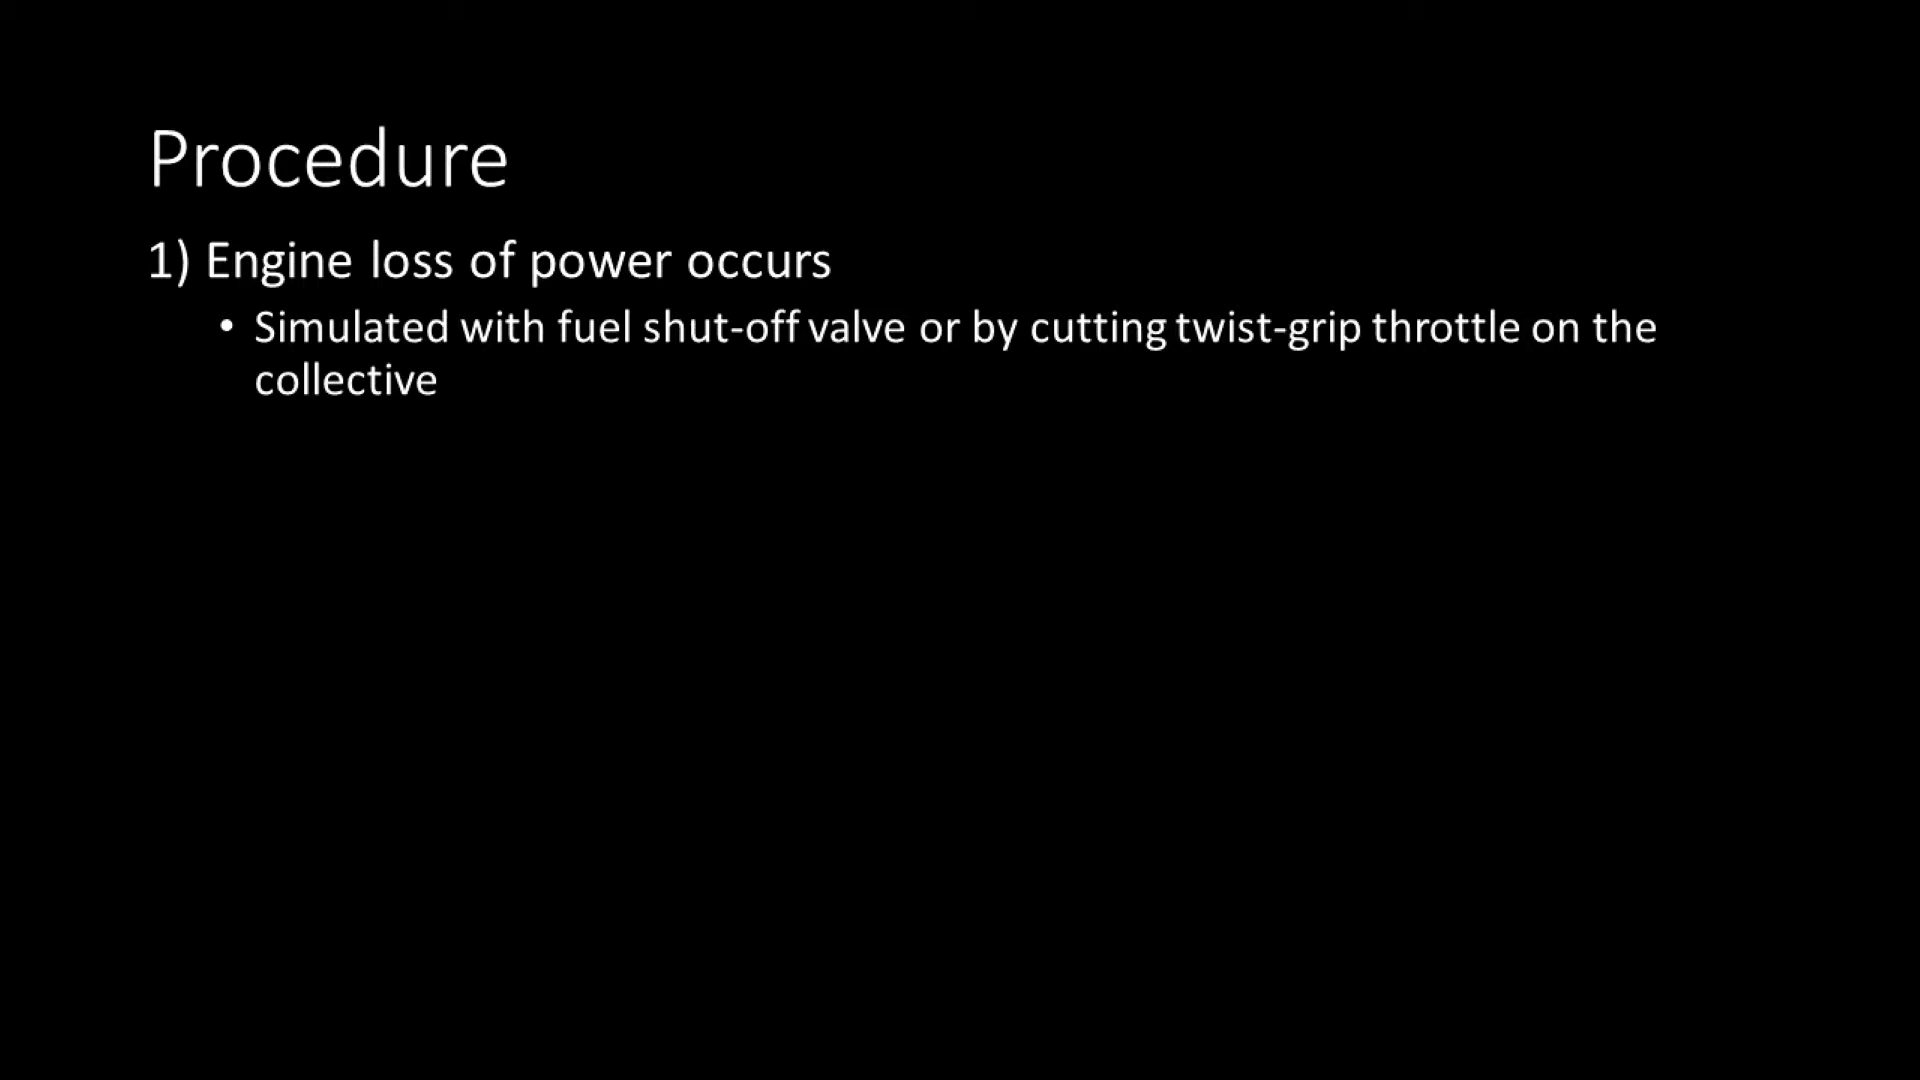 Procedure
1) Engine loss of power occurs
• Simulated with fuel shut-off valve or by cutting twist-grip throttle on the
collective